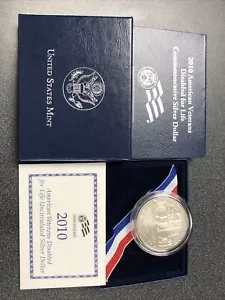 UNITED STATES MINT
2010 American Veterans
Disabled for Life
Commemorative Silver Dollar
American Veterans Disabled
for Life Uncirculated Silver Dollar
2010